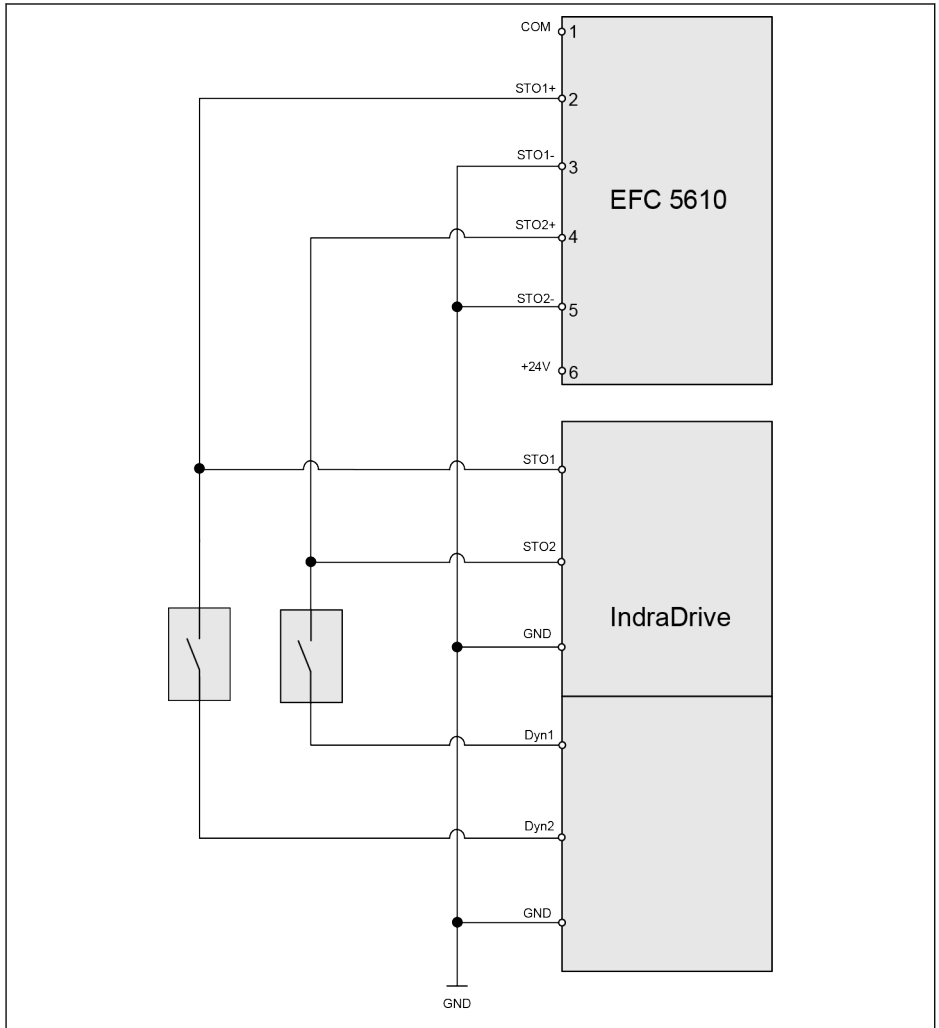 COM
1
STO1+
2
STO1-
3
EFC 5610
STO2+
4
STO2-
5
+24V
6
STO1
STO2
IndraDrive
GND
Dyn1
Dyn2
GND
GND